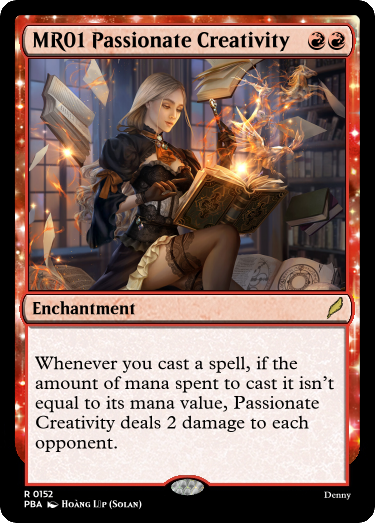 MR01 Passionate Creativity
Enchantment
Whenever you cast a spell, if the
amount of mana spent to cast it isn't
equal to its mana value, Passionate
Creativity deals 2 damage to each
opponent.
R 0152
Denny
PBA Hoàng Lập (Solan)